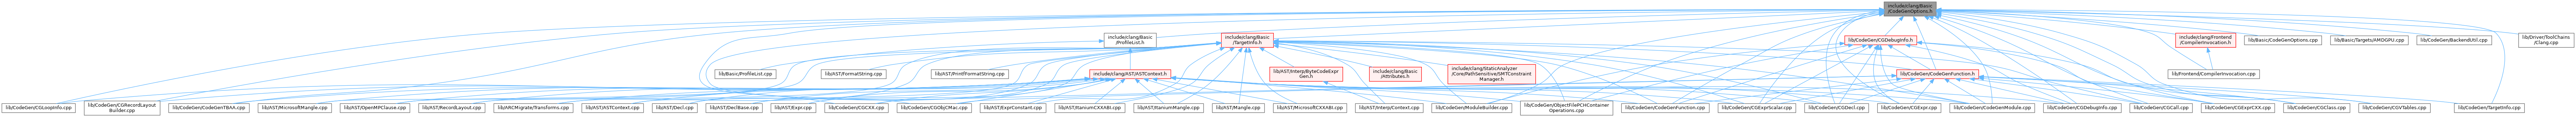 include/clang/Basic
/CodeGenOptions.h
include/clang/Basic
/ProfileList.h
include/clang/Basic
/TargetInfo.h
lib/CodeGen/CGDebugInfo.h
include/clang/Frontend
/CompilerInvocation.h
lib/Basic/CodeGenOptions.cpp
lib/Basic/Targets/AMDGPU.cpp
lib/CodeGen/BackendUtil.cpp
lib/Driver/ToolChains
/Clang.cpp
lib/Basic/ProfileList.cpp
lib/AST/FormatString.cpp
lib/AST/PrintfFormatString.cpp
include/clang/AST/ASTContext.h
lib/AST/Interp/ByteCodeExpr
Gen.h
include/clang/Basic
/Attributes.h
include/clang/StaticAnalyzer
/Core/PathSensitive/SMTConstraint
Manager.h
lib/CodeGen/CodeGenFunction.h
lib/Frontend/CompilerInvocation.cpp
lib/CodeGen/CGLoopInfo.cpp
lib/CodeGen/CGRecordLayout
Builder.cpp
lib/CodeGen/CodeGenTBAA.cpp
lib/AST/MicrosoftMangle.cpp
lib/AST/OpenMPClause.cpp
lib/AST/RecordLayout.cpp
lib/ARCMigrate/Transforms.cpp
lib/AST/ASTContext.cpp
lib/AST/Decl.cpp
lib/AST/DeclBase.cpp
lib/AST/Expr.cpp
lib/CodeGen/CGCXX.cpp
lib/CodeGen/CGObjCMac.cpp
lib/AST/ExprConstant.cpp
lib/AST/ItaniumCXXABI.cpp
lib/AST/ItaniumMangle.cpp
lib/AST/Mangle.cpp
lib/AST/MicrosoftCXXABI.cpp
lib/AST/Interp/Context.cpp
lib/CodeGen/ModuleBuilder.cpp
lib/CodeGen/ObjectFilePCHContainer
Operations.cpp
lib/CodeGen/CodeGenFunction.cpp
lib/CodeGen/CGExprScalar.cpp
lib/CodeGen/CGDecl.cpp
lib/CodeGen/CGExpr.cpp
lib/CodeGen/CodeGenModule.cpp
lib/CodeGen/CGDebugInfo.cpp
lib/CodeGen/CGCall.cpp
lib/CodeGen/CGExprCXX.cpp
lib/CodeGen/CGClass.cpp
lib/CodeGen/CGVTables.cpp
lib/CodeGen/TargetInfo.cpp